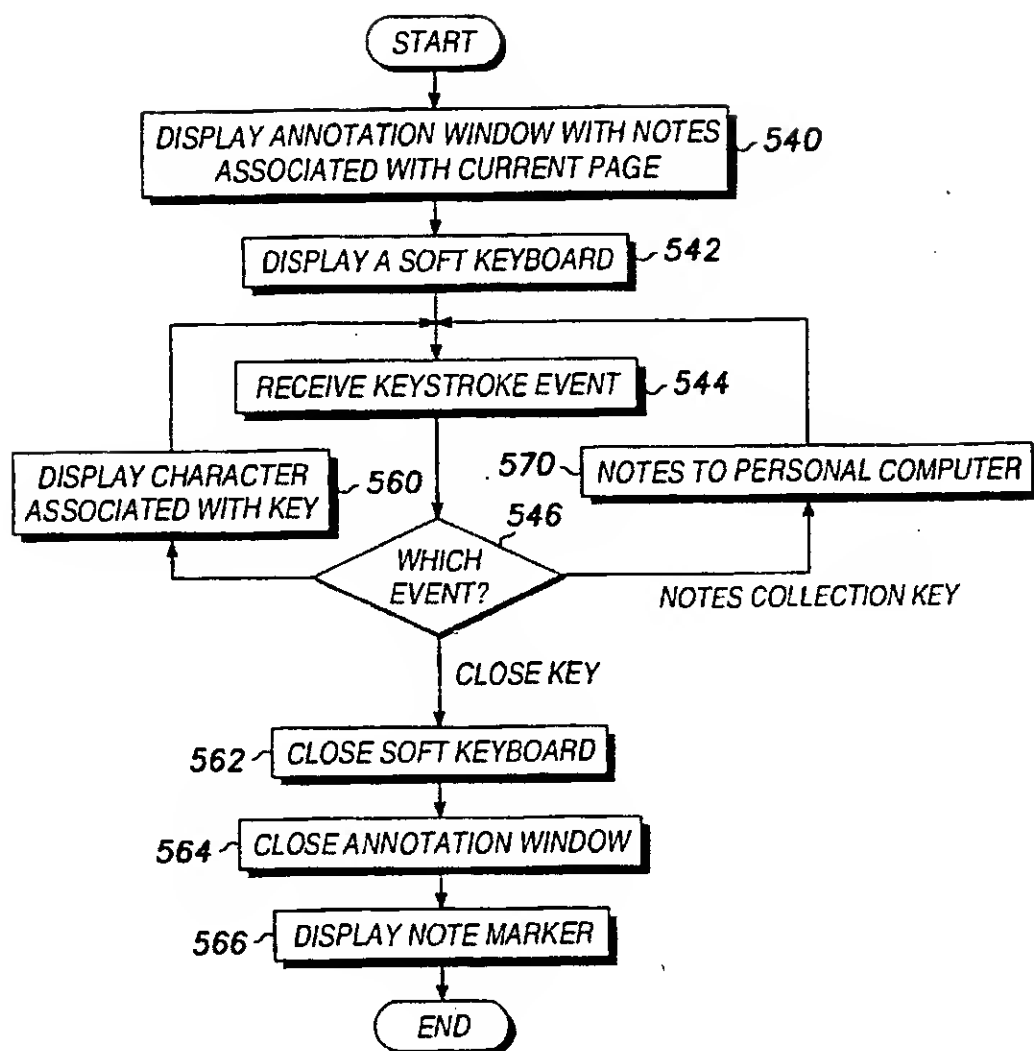 START
DISPLAY ANNOTATION WINDOW WITH NOTES
ASSOCIATED WITH CURRENT PAGE
540
DISPLAY A SOFT KEYBOARD
542
RECEIVE KEYSTROKE EVENT
544
DISPLAY CHARACTER
ASSOCIATED WITH KEY
560
570
NOTES TO PERSONAL COMPUTER
546
WHICH
EVENT?
NOTES COLLECTION KEY
CLOSE KEY
562
CLOSE SOFT KEYBOARD
564
CLOSE ANNOTATION WINDOW
566
DISPLAY NOTE MARKER
END